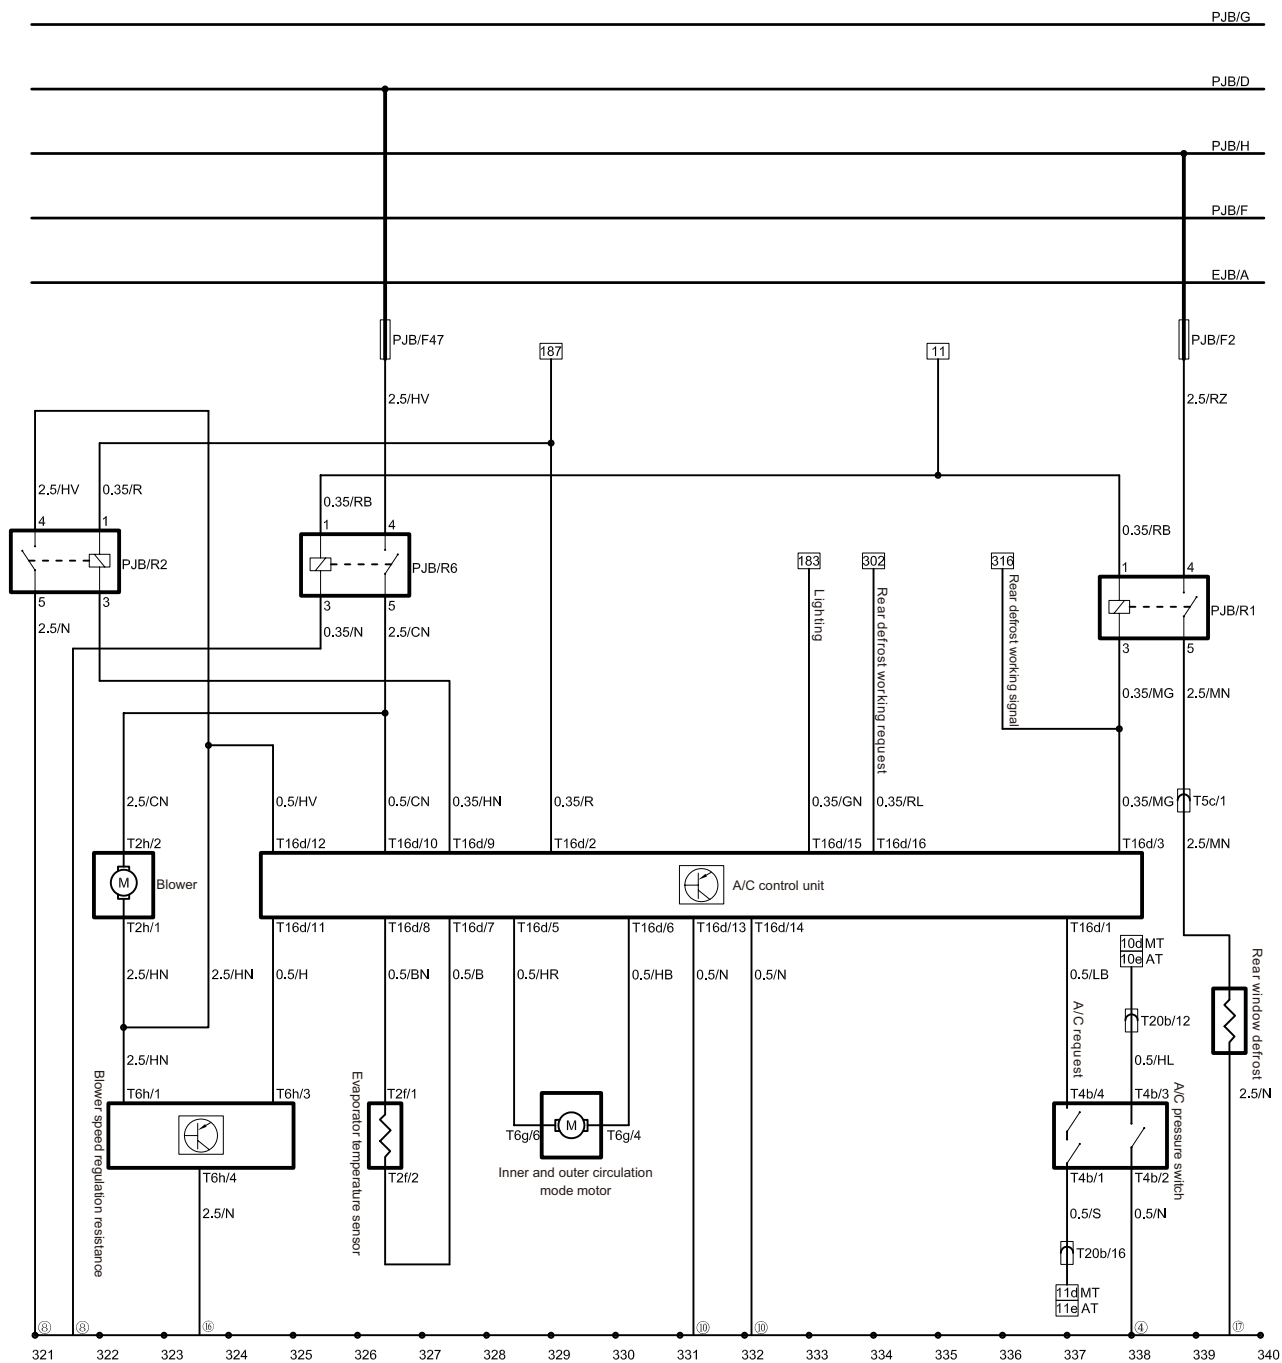 PJB/G
PJB/D
PJB/H
PJB/F
EJB/A
PJB/F47
187
11
PJB/F2
2.5/HV
2.5/RZ
2.5/HV
0.35/R
0.35/RB
0.35/RB
4
1
1
4
PJB/R2
PJB/R6
183
302
316
1
4
5
3
3
5
PJB/R1
2.5/N
0.35/N
2.5/CN
Lighting
Rear defrost working request
Rear defrost working signal
3
5
0.35/MG
2.5/MN
2.5/CN
0.5/HV
0.5/CN
0.35/HN
0.35/R
0.35/GN
0.35/RL
0.35/MG
T5c/1
T2h/2
T16d/12
T16d/10
T16d/9
T16d/2
T16d/15
T16d/16
T16d/3
2.5/MN
M
Blower
A/C control unit
T2h/1
T16d/11
T16d/8
T16d/7
T16d/5
T16d/6
T16d/13
T16d/14
T16d/1
10d MT
10e AT
2.5/HN
2.5/HN
0.5/H
0.5/BN
0.5/B
0.5/HR
0.5/HB
0.5/N
0.5/N
0.5/LB
A/C request
T20b/12
Rear window defrost
2.5/HN
0.5/HL
T6h/1
T6h/3
T2f/1
T4b/4
T4b/3
2.5/N
Blower speed regulation resistance
Evaporator temperature sensor
T6g/6
M
T6g/4
A/C pressure switch
T6h/4
T2f/2
Inner and outer circulation
mode motor
T4b/1
T4b/2
2.5/N
0.5/S
0.5/N
T20b/16
11d MT
11e AT
⑧
⑧
⑯
⑩
⑩
④
⑰
321
322
323
324
325
326
327
328
329
330
331
332
333
334
335
336
337
338
339
340